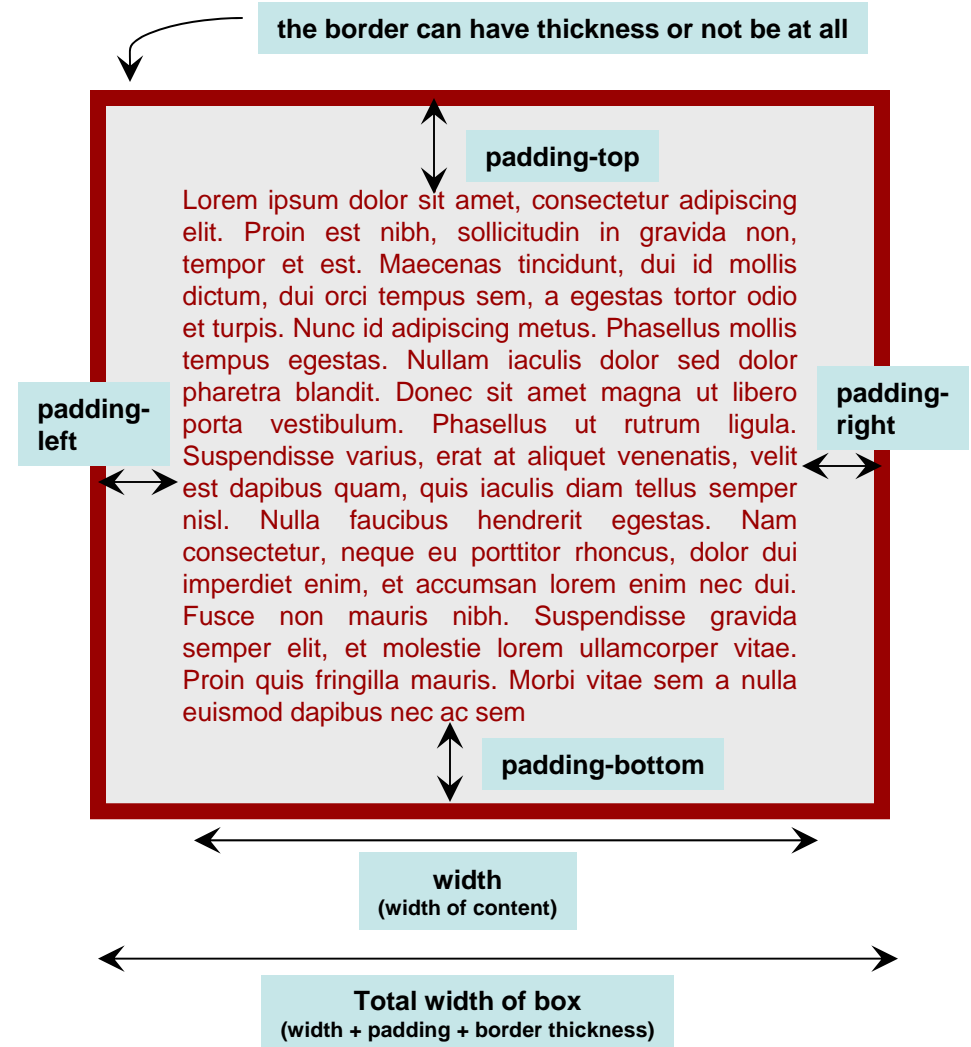 the border can have thickness or not be at all
padding-top
Lorem ipsum dolor sit amet, consectetur adipiscing
elit. Proin est nibh, sollicitudin in gravida non,
tempor et est. Maecenas tincidunt, dui id mollis
dictum, dui orci tempus sem, a egestas tortor odio
et turpis. Nunc id adipiscing metus. Phasellus mollis
tempus egestas. Nullam iaculis dolor sed dolor
pharetra blandit. Donec sit amet magna ut libero
porta vestibulum. Phasellus ut rutrum ligula.
Suspendisse varius, erat at aliquet venenatis, velit
est dapibus quam, quis iaculis diam tellus semper
nisl. Nulla faucibus hendrerit egestas. Nam
consectetur, neque eu porttitor rhoncus, dolor dui
imperdiet enim, et accumsan lorem enim nec dui.
Fusce non mauris nibh. Suspendisse gravida
semper elit, et molestie lorem ullamcorper vitae.
Proin quis fringilla mauris. Morbi vitae sem a nulla
euismod dapibus nec ac sem
padding-
left
padding-
right
padding-bottom
width
(width of content)
Total width of box
(width + padding + border thickness)